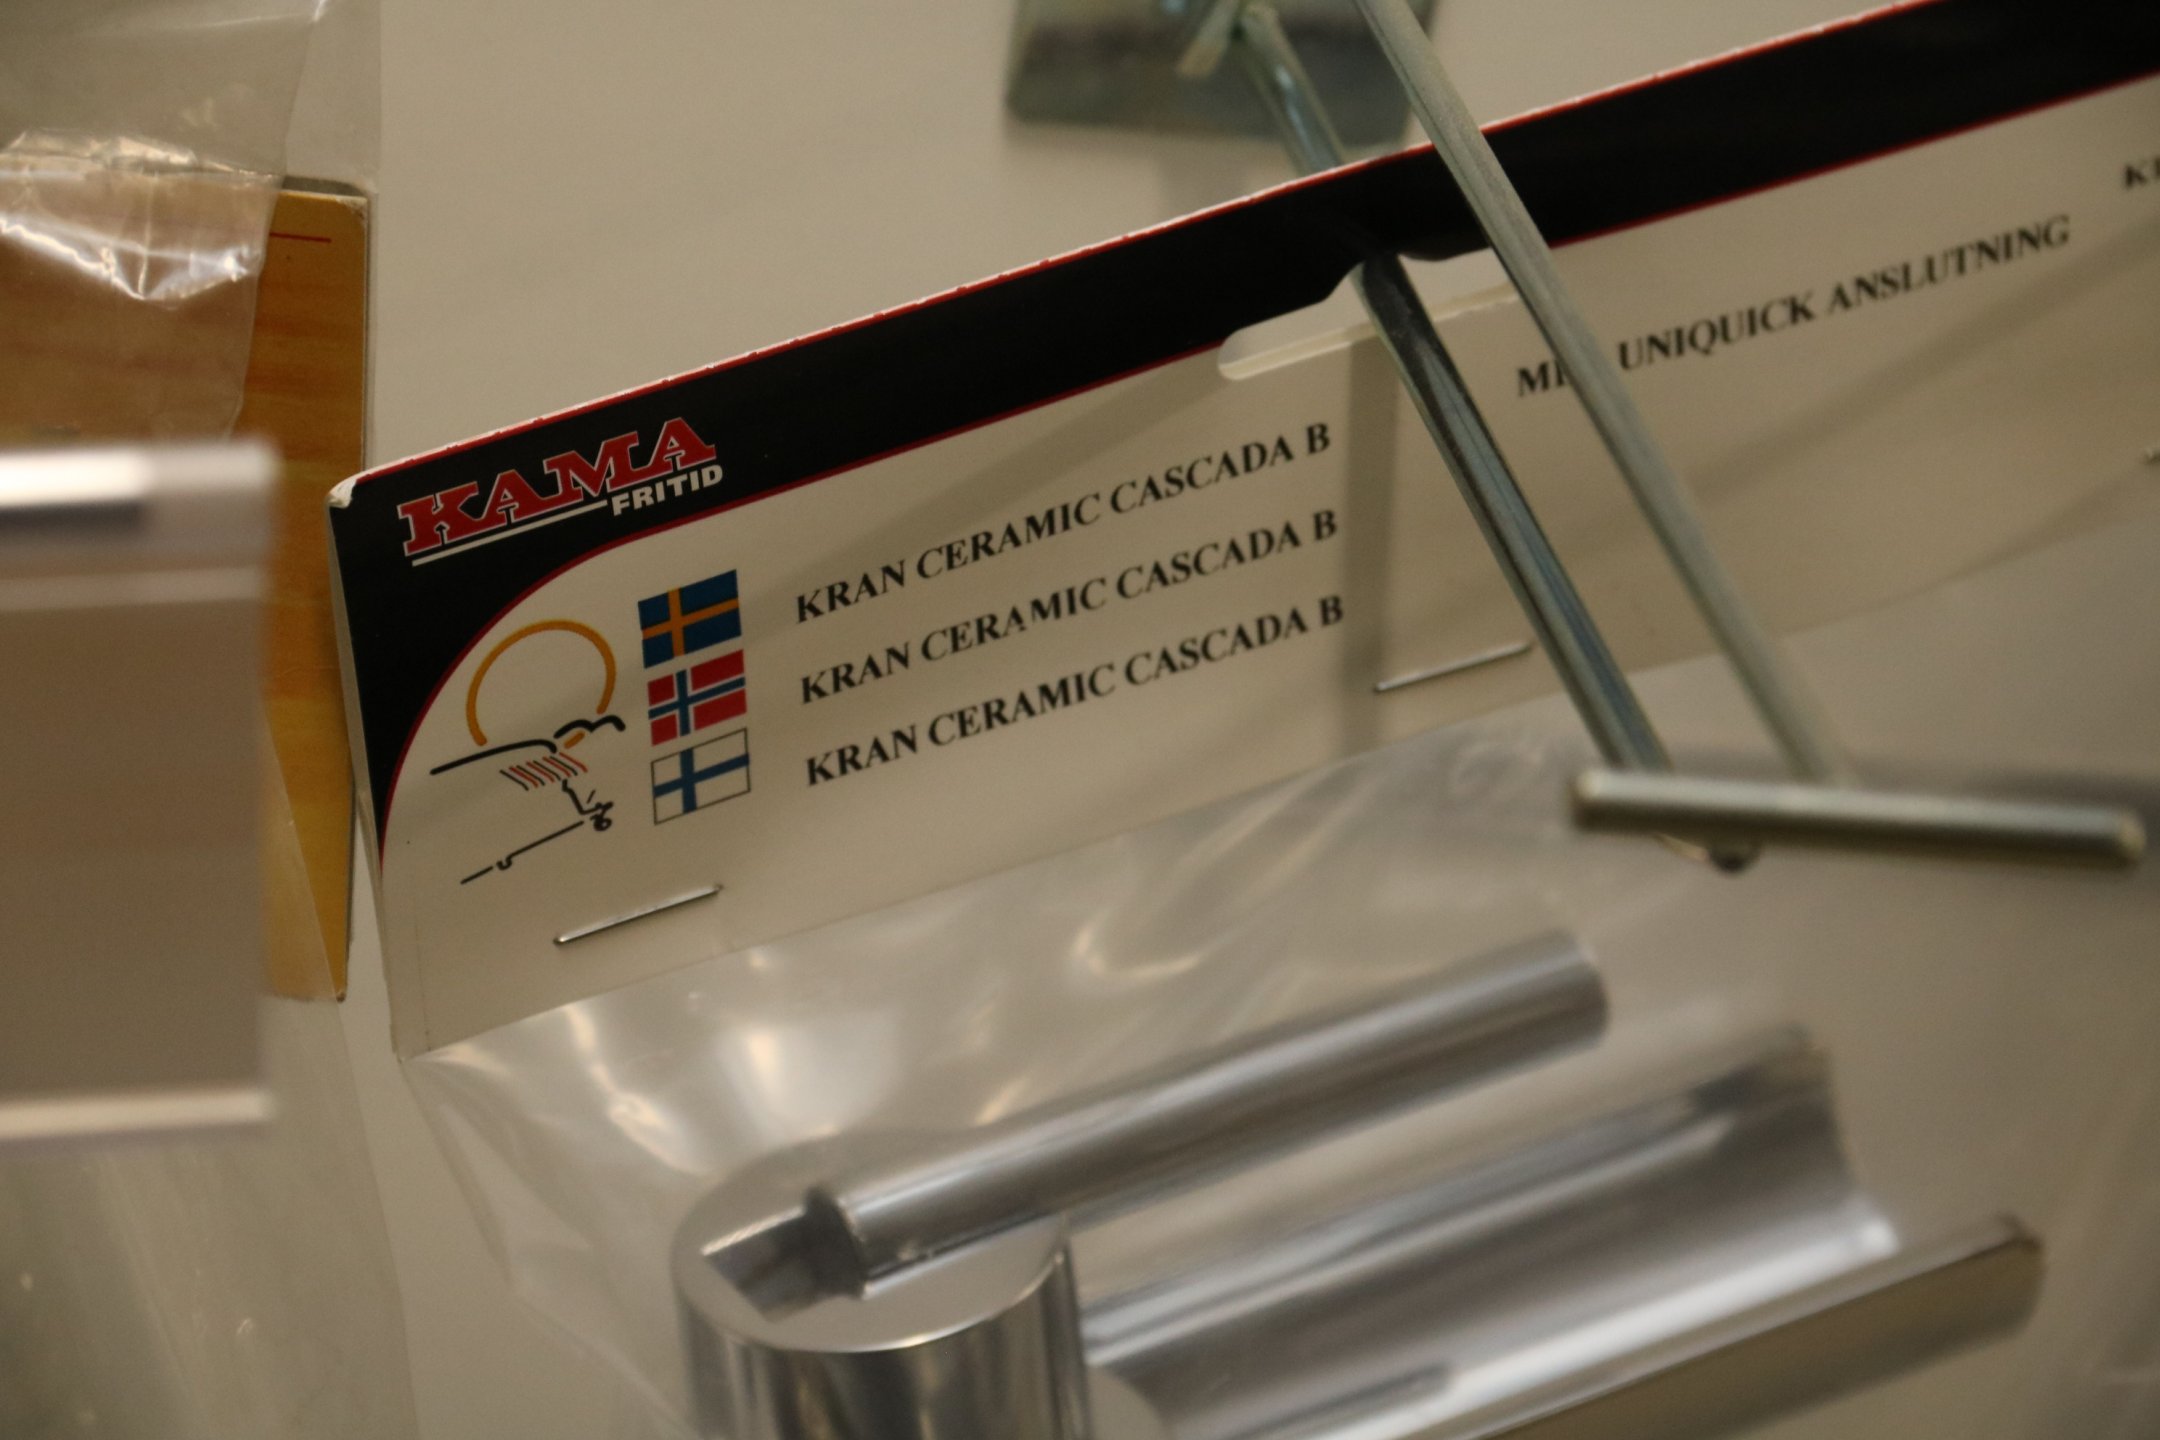 KAMA
FRITID
KRAN CERAMIC CASCADA B
KRAN CERAMIC CASCADA B
KRAN CERAMIC CASCADA B
UNIQUICK ANSLUTNING